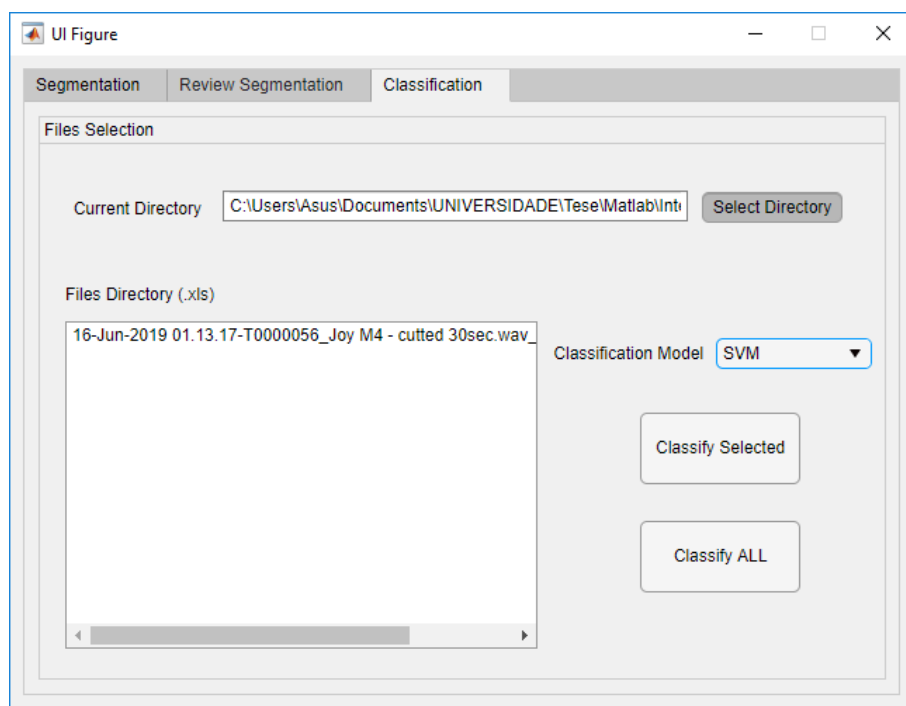 UI Figure
Segmentation Review Segmentation Classification
Files Selection
Current Directory C:\Users\Asus\Documents\UNIVERSIDADE\Tese\Matlab\Int Select Directory
Files Directory (.xls)
16-Jun-2019 01.13.17-T0000056_Joy M4 - cutted 30sec.wav_
Classification Model SVM
Classify Selected
Classify ALL